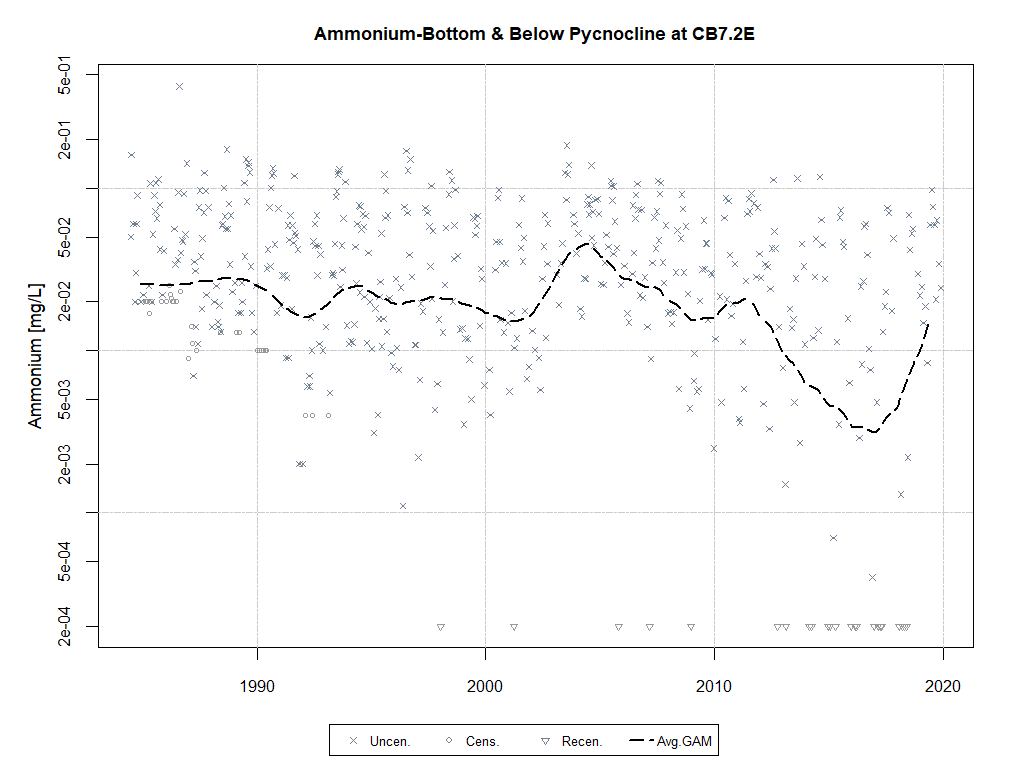 Ammonium-Bottom & Below Pycnocline at CB7.2E
Ammonium [mg/L]
5e-01
2e-01
5e-02
2e-02
5e-03
2e-03
5e-04
2e-04
1990 2000 2010 2020
Uncen. Cens. Recen. Avg.GAM